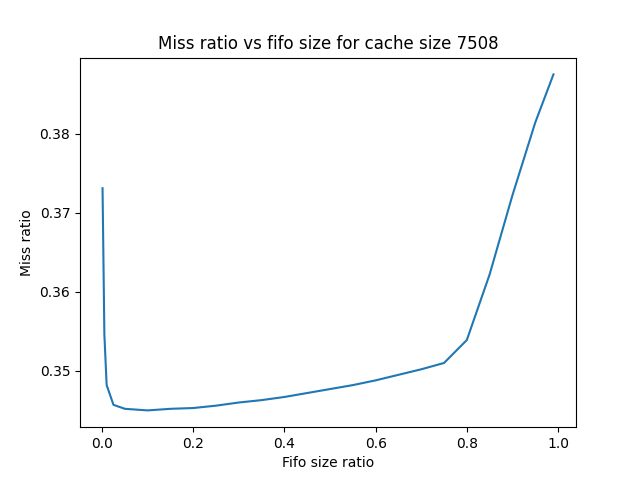 Miss ratio vs fifo size for cache size 7508
0.38
0.37
0.36
0.35
Miss ratio
0.0 0.2 0.4 0.6 0.8 1.0
Fifo size ratio